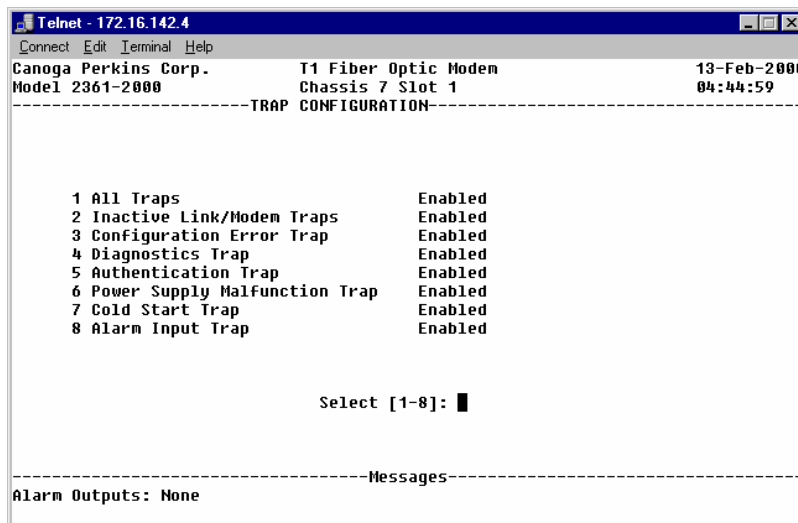 Telnet - 172.16.142.4
Connect Edit Terminal Help
Canoga Perkins Corp. T1 Fiber Optic Modem 13-Feb-200
Model 2361-2000 Chassis 7 Slot 1 04:44:59
------------------------TRAP CONFIGURATION--------------------------------------
1 All Traps Enabled
2 Inactive Link/Modem Traps Enabled
3 Configuration Error Trap Enabled
4 Diagnostics Trap Enabled
5 Authentication Trap Enabled
6 Power Supply Malfunction Trap Enabled
7 Cold Start Trap Enabled
8 Alarm Input Trap Enabled
Select [1-8]:
------------------------------------Messages------------------------------------
Alarm Outputs: None